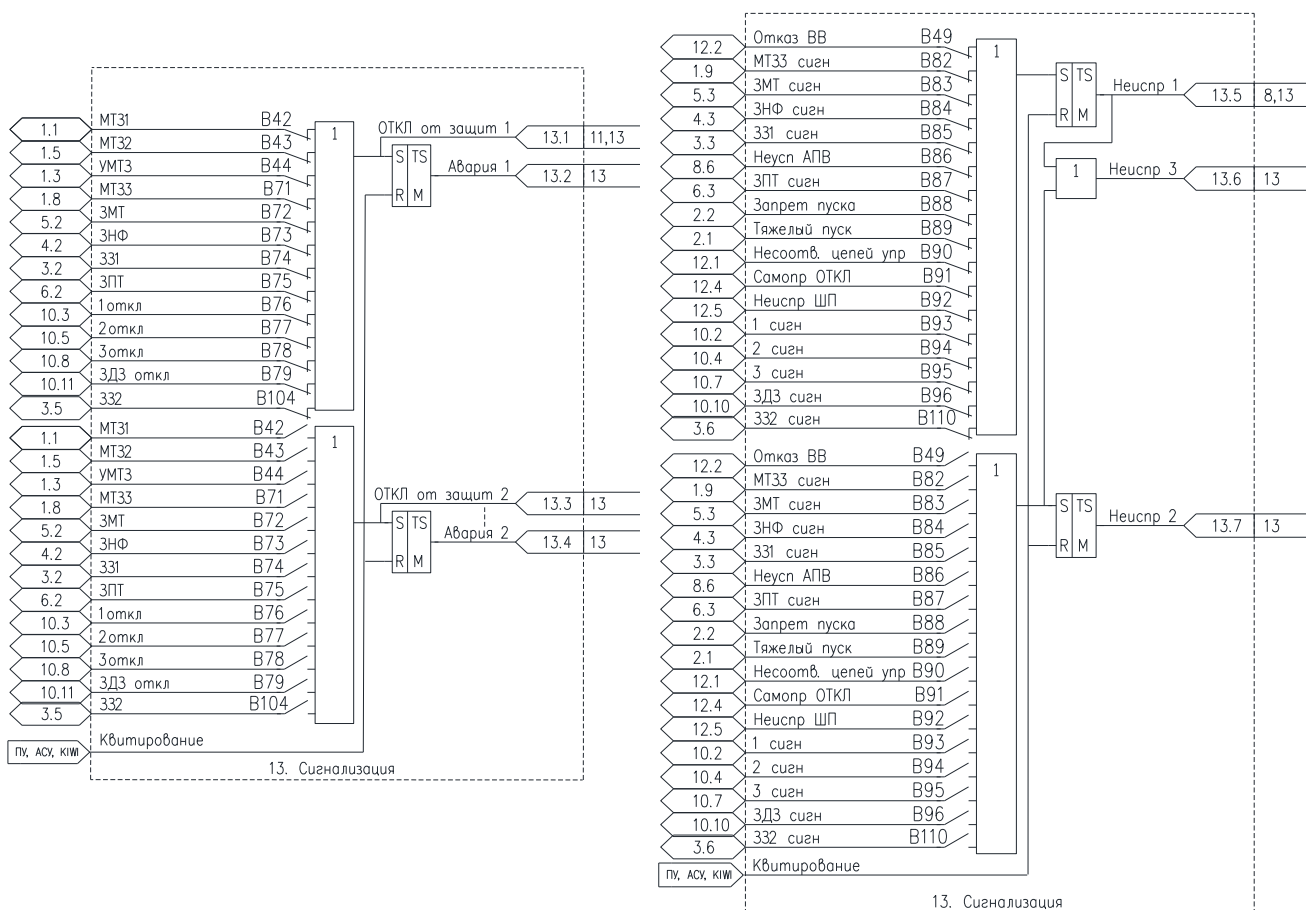 1.1 МТЗ1 В42
1.5 МТЗ2 В43
1.3 УМТЗ В44
1.8 МТЗЗ В71
5.2 ЗМТ В72
4.2 ЗНФ В73
3.2 ЗЗ1 В74
6.2 ЗПТ В75
10.3 1 откл В76
10.5 2 откл В77
10.8 3 откл В78
10.11 ЗДЗ откл В79
3.5 ЗЗ2 В104
1
ОТКЛ от защит 1 13.1 11,13
S TS
R M
Авария 1 13.2 13
1.1 МТЗ1 В42
1.5 МТЗ2 В43
1.3 УМТЗ В44
1.8 МТЗЗ В71
5.2 ЗМТ В72
4.2 ЗНФ В73
3.2 ЗЗ1 В74
6.2 ЗПТ В75
10.3 1 откл В76
10.5 2 откл В77
10.8 3 откл В78
10.11 ЗДЗ откл В79
3.5 ЗЗ2 В104
1
ОТКЛ от защит 2 13.3 13
S TS
R M
Авария 2 13.4 13
ПУ, АСУ, KIWI Квитирование
13. Сигнализация
12.2 Отказ ВВ В49
1.9 МТЗЗ сигн В82
5.3 ЗМТ сигн В83
4.3 ЗНФ сигн В84
3.3 ЗЗ1 сигн В85
8.6 Неусп АПВ В86
6.3 ЗПТ сигн В87
2.2 Запрет пуска В88
2.1 Тяжелый пуск В89
12.1 Несоотв. цепей упр В90
12.4 Самопр ОТКЛ В91
12.5 Неиспр ШП В92
10.2 1 сигн В93
10.4 2 сигн В94
10.7 3 сигн В95
10.10 ЗДЗ сигн В96
3.6 ЗЗ2 сигн В110
1
S TS
R M
Неиспр 1 13.5 8,13
1
Неиспр 3 13.6 13
12.2 Отказ ВВ В49
1.9 МТЗЗ сигн В82
5.3 ЗМТ сигн В83
4.3 ЗНФ сигн В84
3.3 ЗЗ1 сигн В85
8.6 Неусп АПВ В86
6.3 ЗПТ сигн В87
2.2 Запрет пуска В88
2.1 Тяжелый пуск В89
12.1 Несоотв. цепей упр В90
12.4 Самопр ОТКЛ В91
12.5 Неиспр ШП В92
10.2 1 сигн В93
10.4 2 сигн В94
10.7 3 сигн В95
10.10 ЗДЗ сигн В96
3.6 ЗЗ2 сигн В110
1
S TS
R M
Неиспр 2 13.7 13
ПУ, АСУ, KIWI Квитирование
13. Сигнализация